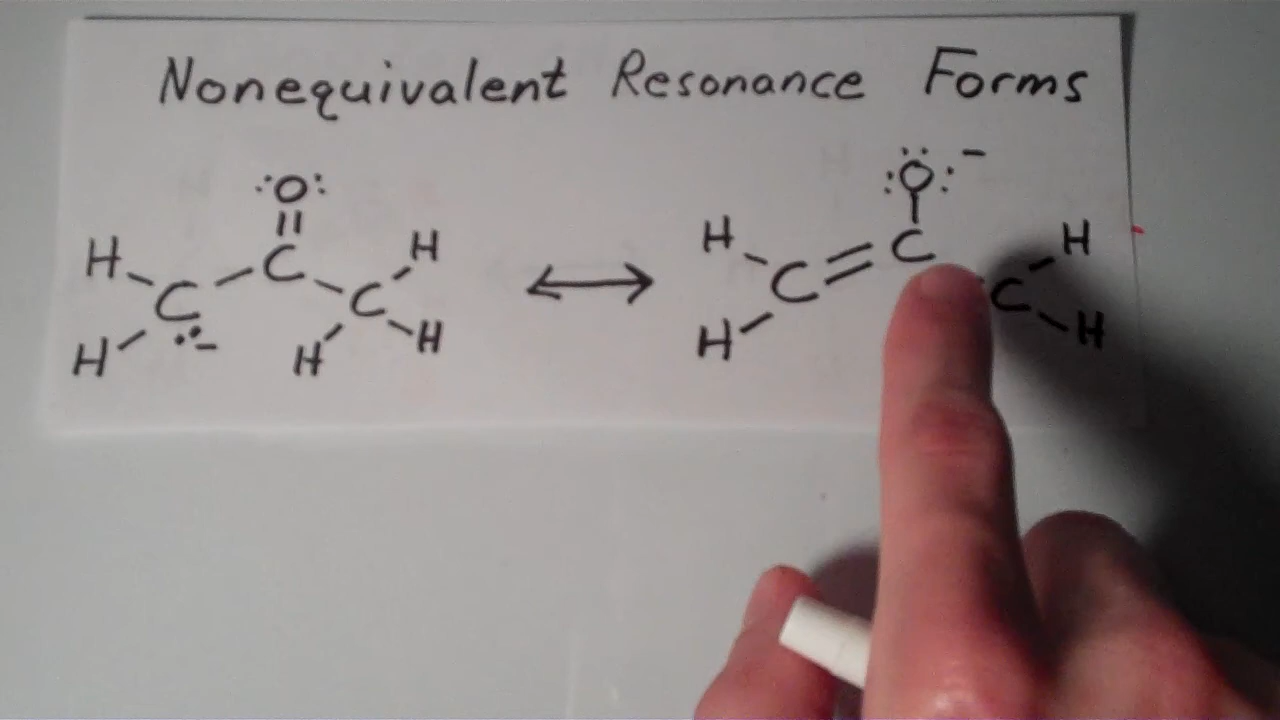 Nonequivalent Resonance Forms
:O: :O: -
H C H H C H
C C C C
H H H H H
:-